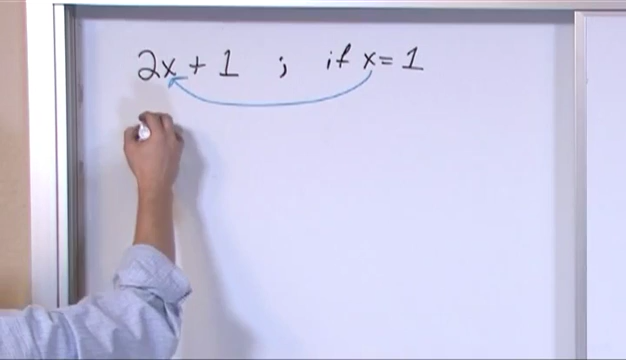 2x + 1 ; if x = 1